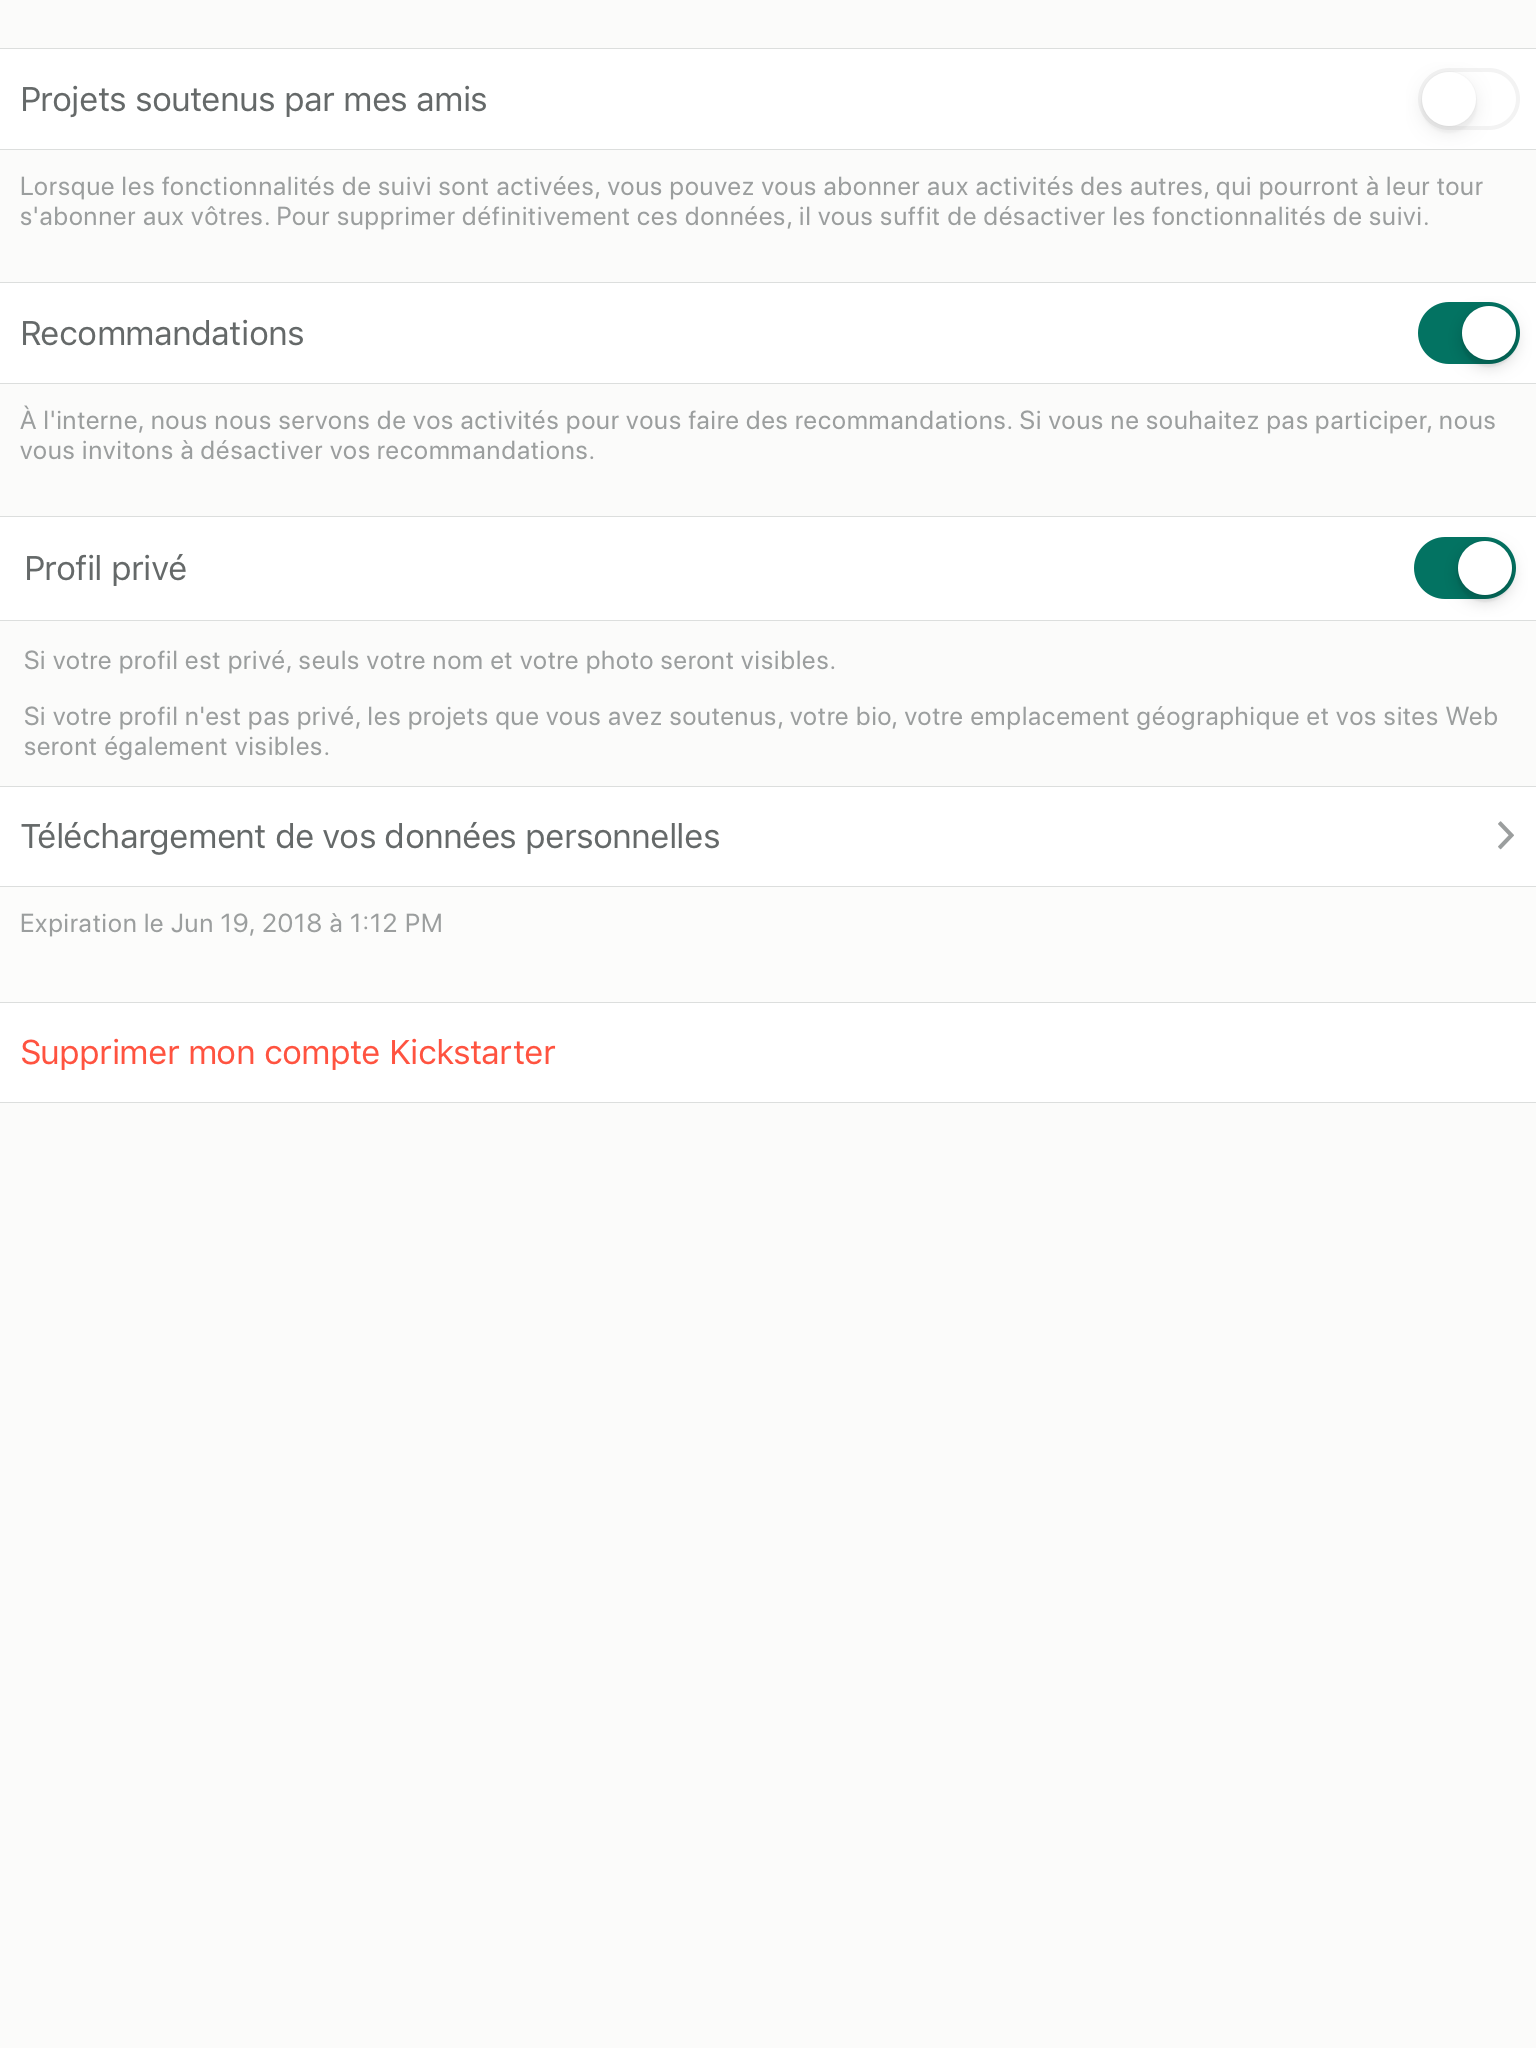 Projets soutenus par mes amis
Lorsque les fonctionnalités de suivi sont activées, vous pouvez vous abonner aux activités des autres, qui pourront à leur tour
s'abonner aux vôtres. Pour supprimer définitivement ces données, il vous suffit de désactiver les fonctionnalités de suivi.
Recommandations
À l'interne, nous nous servons de vos activités pour vous faire des recommandations. Si vous ne souhaitez pas participer, nous
vous invitons à désactiver vos recommandations.
Profil privé
Si votre profil est privé, seuls votre nom et votre photo seront visibles.
Si votre profil n'est pas privé, les projets que vous avez soutenus, votre bio, votre emplacement géographique et vos sites Web
seront également visibles.
Téléchargement de vos données personnelles
Expiration le Jun 19, 2018 à 1:12 PM
Supprimer mon compte Kickstarter